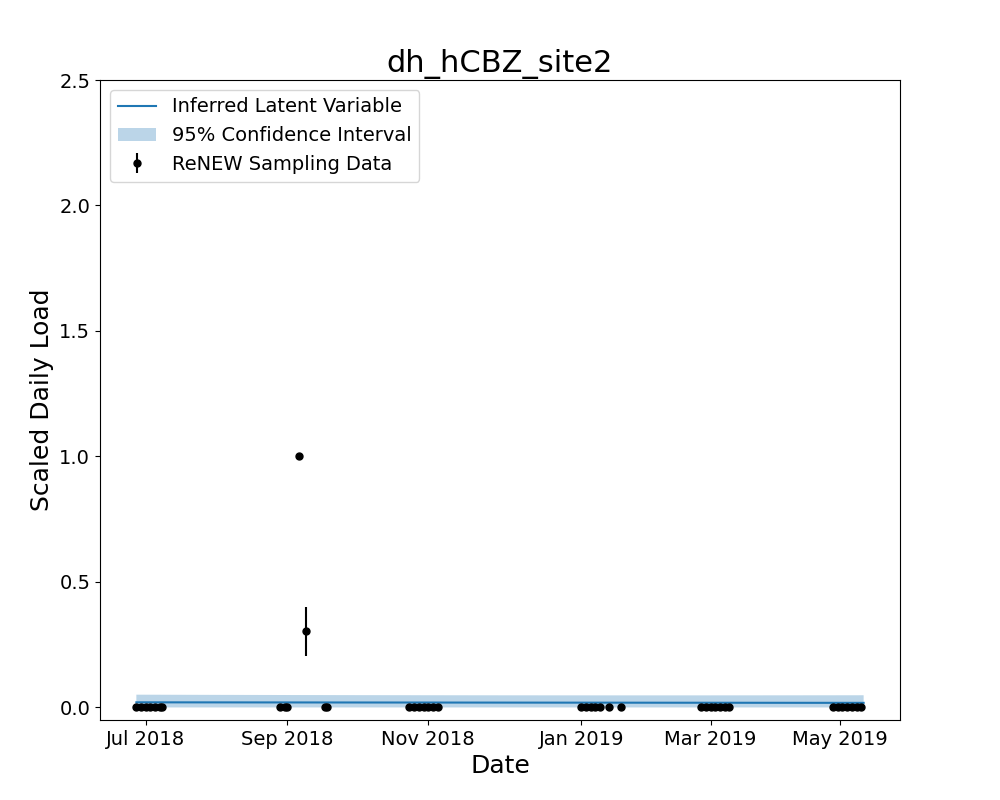 dh_hCBZ_site2
2.5
2.0
1.5
1.0
0.5
0.0
Scaled Daily Load
Inferred Latent Variable
95% Confidence Interval
ReNEW Sampling Data
Jul 2018 Sep 2018 Nov 2018 Jan 2019 Mar 2019 May 2019
Date